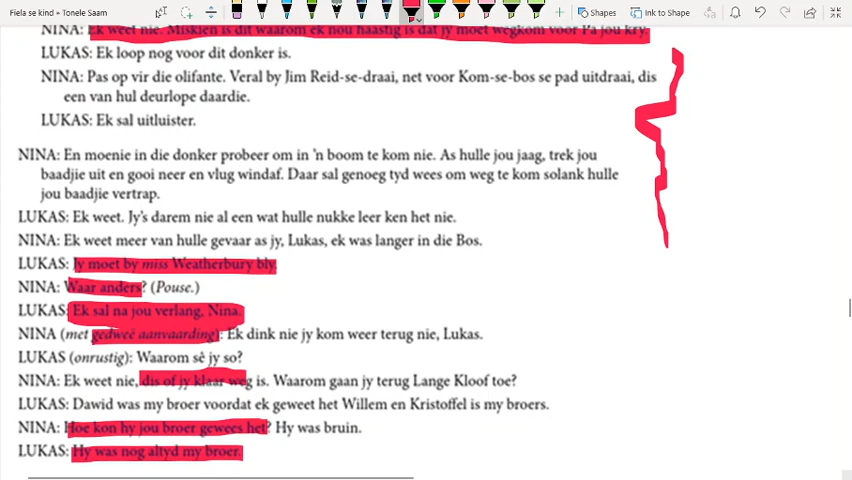 Fiela se kind
Tonele Saam
Shapes
Ink to Shape
NINA: Ek weet nie. Miskien is dit waarom ek nou haastig is dat jy moet wegkom voor Pa jou kry.
LUKAS: Ek loop nog voor dit donker is.
NINA: Pas op vir die olifante. Veral by Jim Reid-se-draai, net voor Kom-se-bos se pad uitdraai, dis
een van hul deurlope daardie.
LUKAS: Ek sal uitluister.
NINA: En moenie in die donker probeer om in 'n boom te kom nie. As hulle jou jaag, trek jou
baadjie uit en gooi neer en vlug windaf. Daar sal genoeg tyd wees om weg te kom solank hulle
jou baadjie vertrap.
LUKAS: Ek weet. Jy's darem nie al een wat hulle nukke leer ken het nie.
NINA: Ek weet meer van hulle gevaar as jy, Lukas, ek was langer in die Bos.
LUKAS: Jy moet by miss Weatherbury bly.
NINA: Waar anders? (Pouse.)
LUKAS: Ek sal na jou verlang, Nina.
NINA (met gedweë aanvaarding): Ek dink nie jy kom weer terug nie, Lukas.
LUKAS (onrustig): Waarom sê jy so?
NINA: Ek weet nie, dis of jy klaar weg is. Waarom gaan jy terug Lange Kloof toe?
LUKAS: Dawid was my broer voordat ek geweet het Willem en Kristoffel is my broers.
NINA: Hoe kon hy jou broer gewees het? Hy was bruin.
LUKAS: Hy was nog altyd my broer.